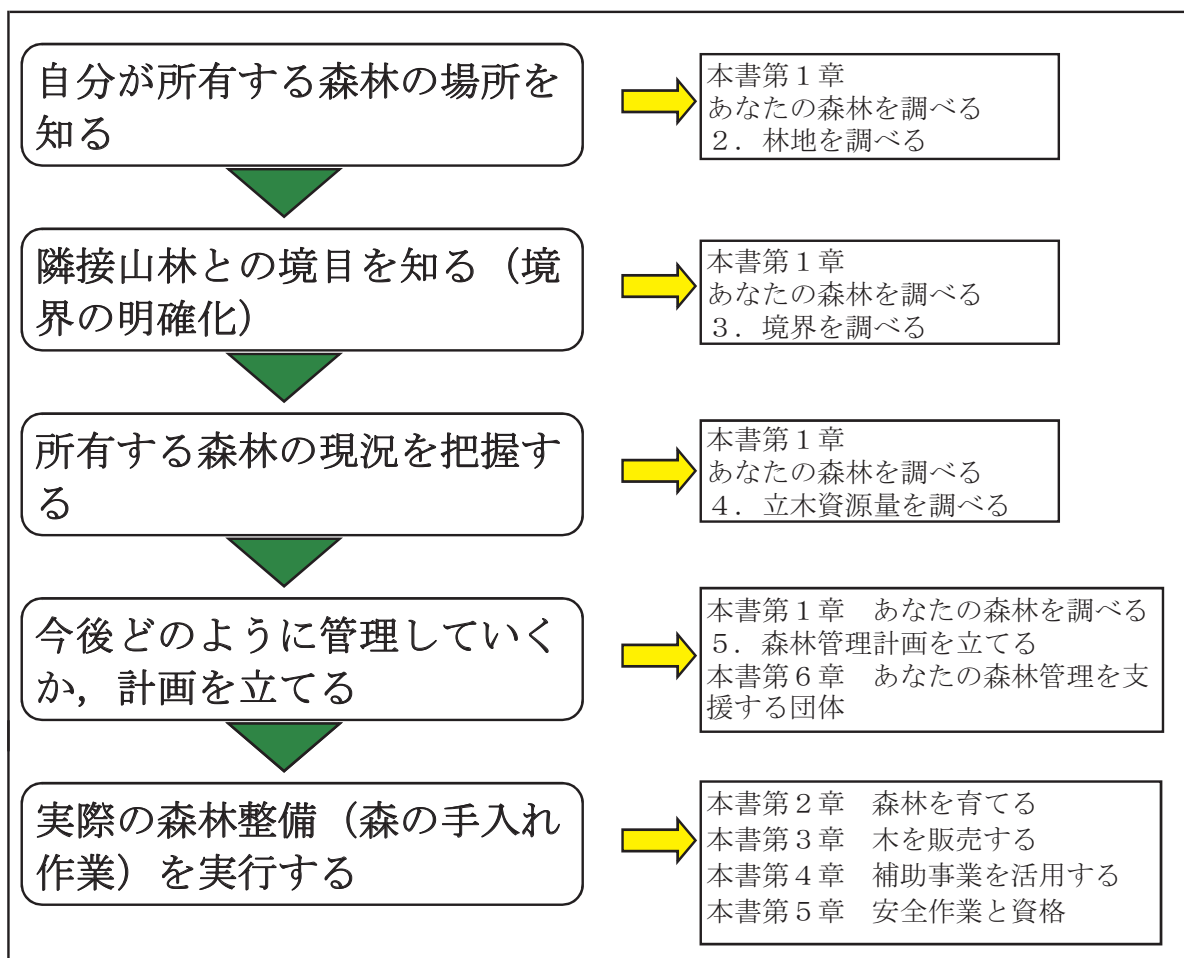 自分が所有する森林の場所を
知る
本書第１章
あなたの森林を調べる
２．林地を調べる
隣接山林との境目を知る（境
界の明確化）
本書第１章
あなたの森林を調べる
３．境界を調べる
所有する森林の現況を把握す
る
本書第１章
あなたの森林を調べる
４．立木資源量を調べる
今後どのように管理していく
か，計画を立てる
本書第１章　あなたの森林を調べる
５．森林管理計画を立てる
本書第６章　あなたの森林管理を支
援する団体
実際の森林整備（森の手入れ
作業）を実行する
本書第２章　森林を育てる
本書第３章　木を販売する
本書第４章　補助事業を活用する
本書第５章　安全作業と資格